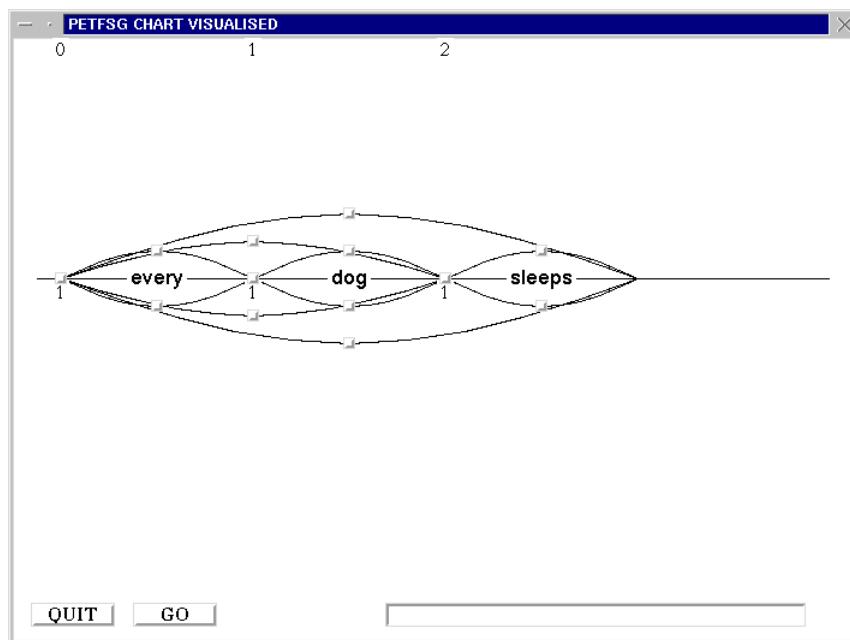 PETFSG CHART VISUALISED
0 1 2
every dog sleeps
1 1 1
QUIT GO